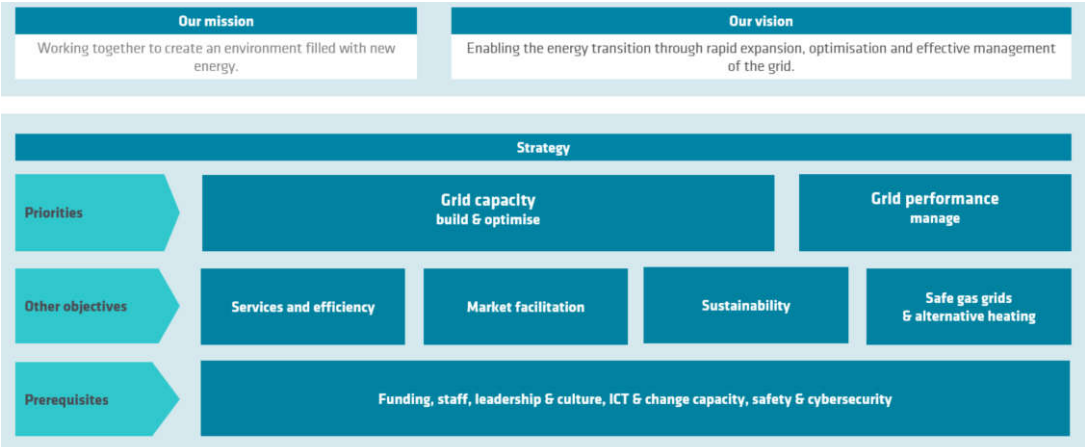 Our mission
Working together to create an environment filled with new
energy.
Our vision
Enabling the energy transition through rapid expansion, optimisation and effective management
of the grid.
Strategy
Priorities
Grid capacity
build & optimise
Grid performance
manage
Other objectives
Services and efficiency
Market facilitation
Sustainability
Safe gas grids
& alternative heating
Prerequisites
Funding, staff, leadership & culture, ICT & change capacity, safety & cybersecurity